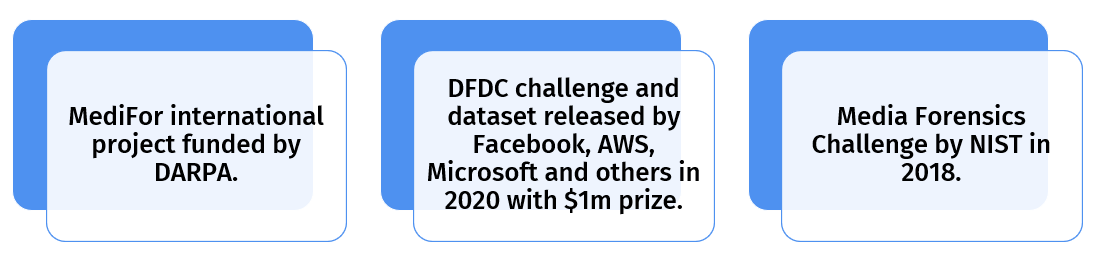 MediFor international
project funded by
DARPA.
DFDC challenge and
dataset released by
Facebook, AWS,
Microsoft and others in
2020 with $1m prize.
Media Forensics
Challenge by NIST in
2018.